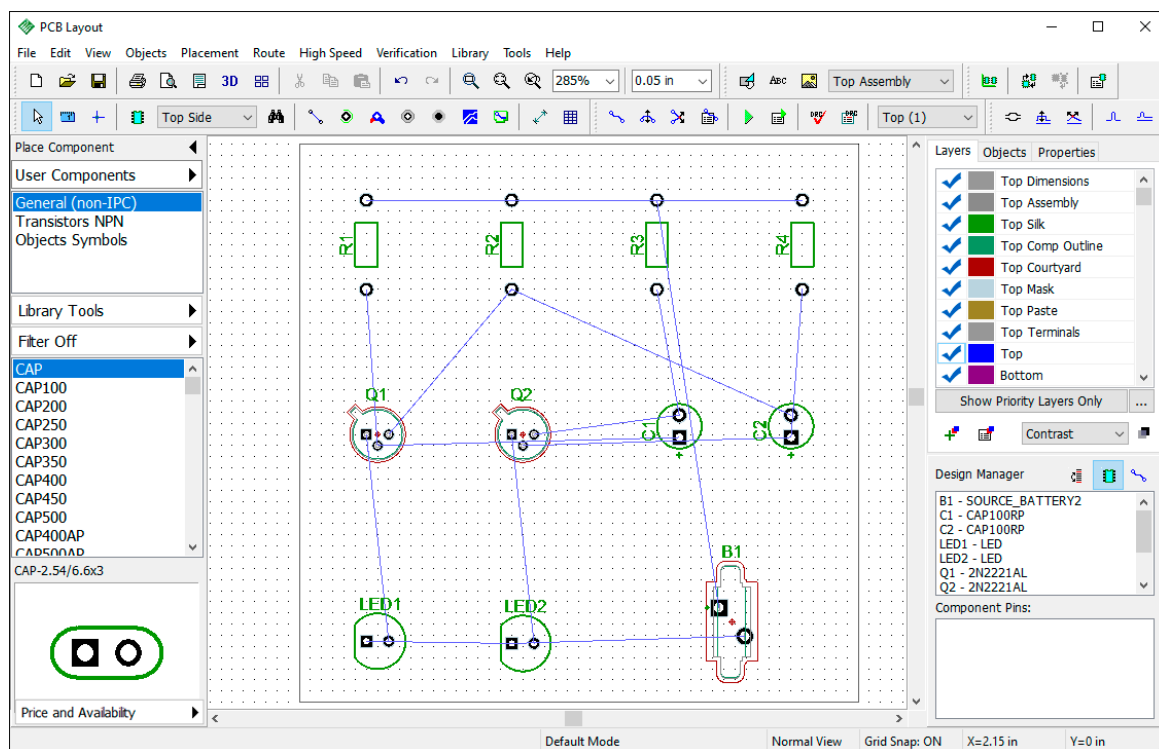 PCB Layout
File Edit View Objects Placement Route High Speed Verification Library Tools Help
3D 285% 0.05 in ABC Top Assembly
Top Side DRC DRC Top (1)
Place Component
User Components
General (non-IPC)
Transistors NPN
Objects Symbols
Library Tools
Filter Off
CAP
CAP100
CAP200
CAP250
CAP300
CAP350
CAP400
CAP450
CAP500
CAP400AP
CAP500AP
CAP-2.54/6.6x3
Price and Availability
R1 R2 R3 R4
Q1 Q2 C1 C2
+ +
B1
LED1 LED2
Layers Objects Properties
Top Dimensions
Top Assembly
Top Silk
Top Comp Outline
Top Courtyard
Top Mask
Top Paste
Top Terminals
Top
Bottom
Show Priority Layers Only ...
Contrast
Design Manager
B1 - SOURCE_BATTERY2
C1 - CAP100RP
C2 - CAP100RP
LED1 - LED
LED2 - LED
Q1 - 2N2221AL
Q2 - 2N2221AL
Component Pins:
Default Mode Normal View Grid Snap: ON X=2.15 in Y=0 in